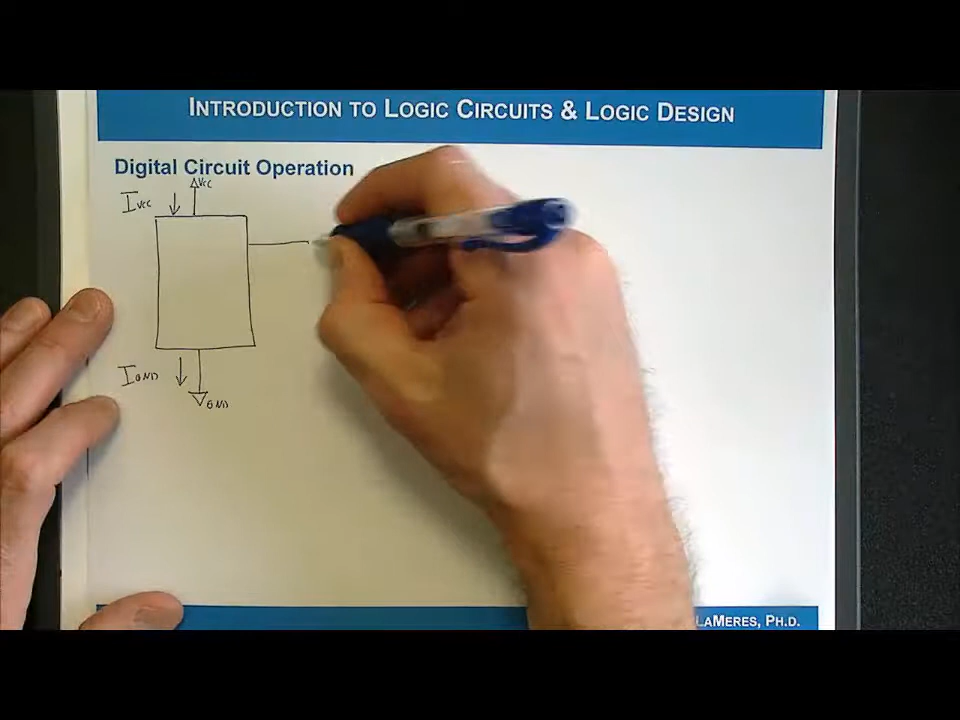 INTRODUCTION TO LOGIC CIRCUITS & LOGIC DESIGN
Digital Circuit Operation
VCC
IVCC
IGND
GND
LAMERES, PH.D.